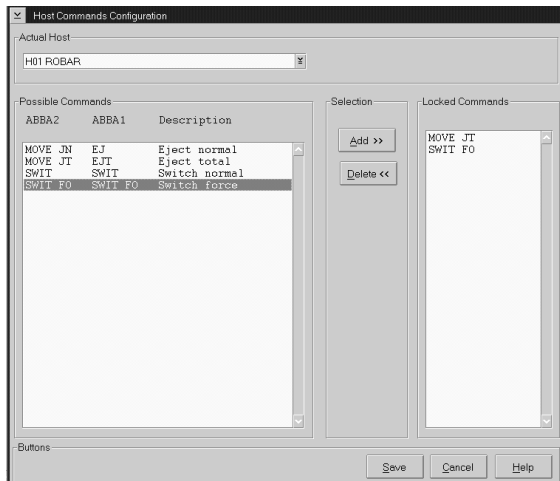 Host Commands Configuration
Actual Host
H01 ROBAR
Possible Commands
ABBA2 ABBA1 Description
MOVE JN EJ Eject normal
MOVE JT EJT Eject total
SWIT SWIT Switch normal
SWIT FO SWIT FO Switch force
Selection
Add >>
Delete <<
Locked Commands
MOVE JT
SWIT FO
Buttons
Save Cancel Help